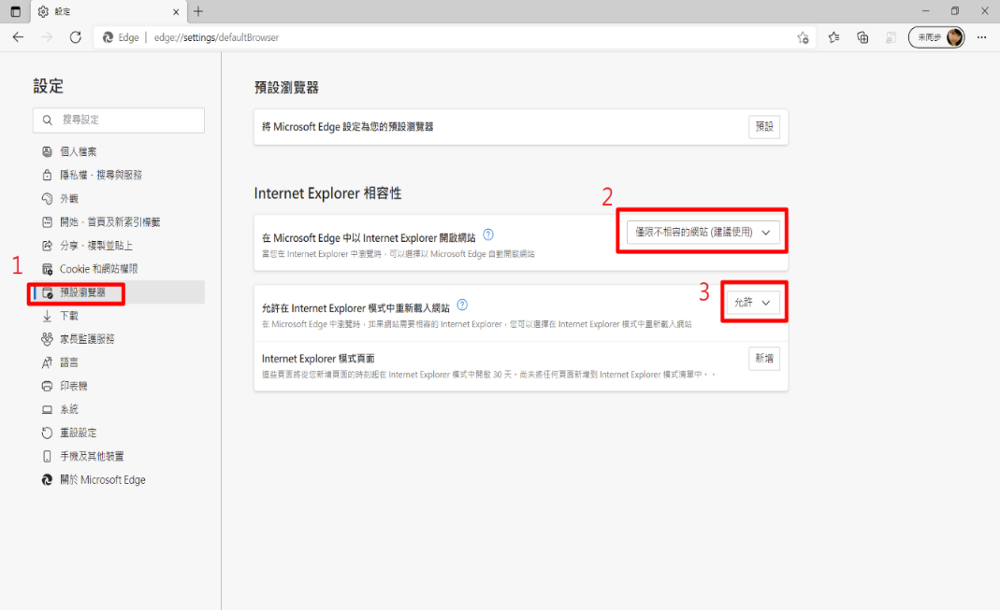 設定
Edge
edge://settings/defaultBrowser
未同步
設定
搜尋設定
個人檔案
隱私權、搜尋與服務
外觀
開始、首頁及新索引標籤
分享、複製並貼上
Cookie 和網站權限
1
預設瀏覽器
下載
家長監護服務
語言
印表機
系統
重設設定
手機及其他裝置
關於 Microsoft Edge
預設瀏覽器
將 Microsoft Edge 設定為您的預設瀏覽器
預設
Internet Explorer 相容性
2
在 Microsoft Edge 中以 Internet Explorer 開啟網站
僅限不相容的網站 (建議使用)
當您在 Internet Explorer 中瀏覽時，可以選擇以 Microsoft Edge 自動開啟網站
3
允許在 Internet Explorer 模式中重新載入網站
允許
在 Microsoft Edge 中瀏覽時，如果網站需要相容的 Internet Explorer，您可以選擇在 Internet Explorer 模式中重新載入網站
Internet Explorer 模式頁面
新增
這些頁面將從您新增頁面的時刻起在 Internet Explorer 模式中開啟 30 天。尚未將任何頁面新增到 Internet Explorer 模式清單中。。